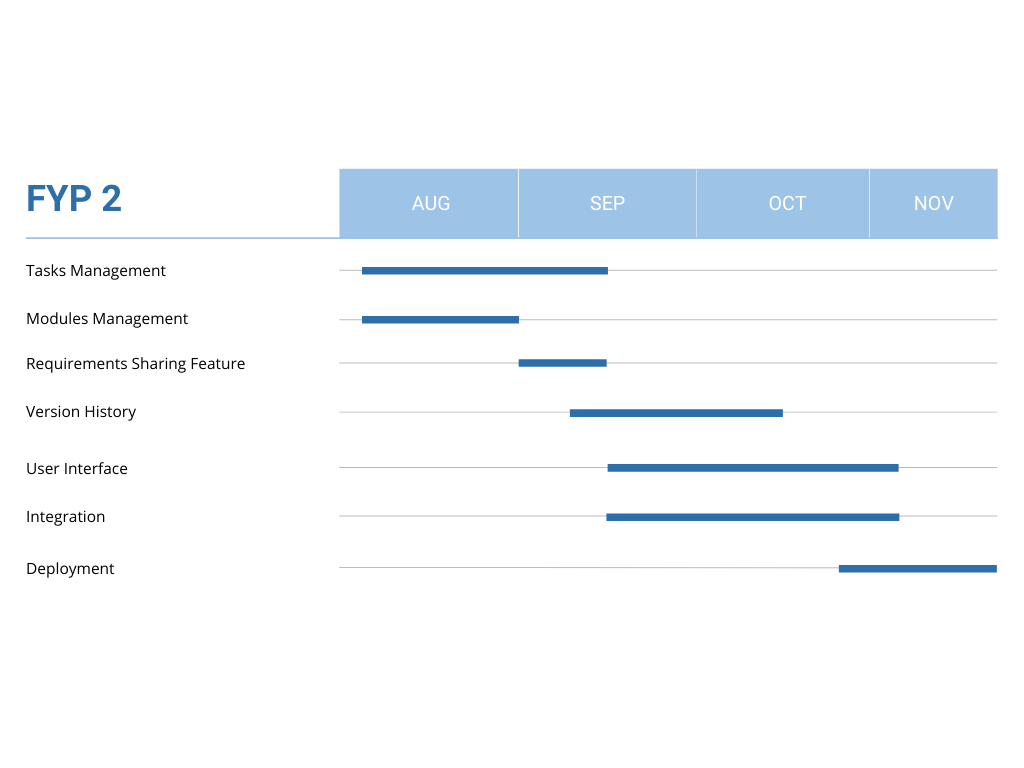 FYP 2
AUG SEP OCT NOV
Tasks Management
Modules Management
Requirements Sharing Feature
Version History
User Interface
Integration
Deployment